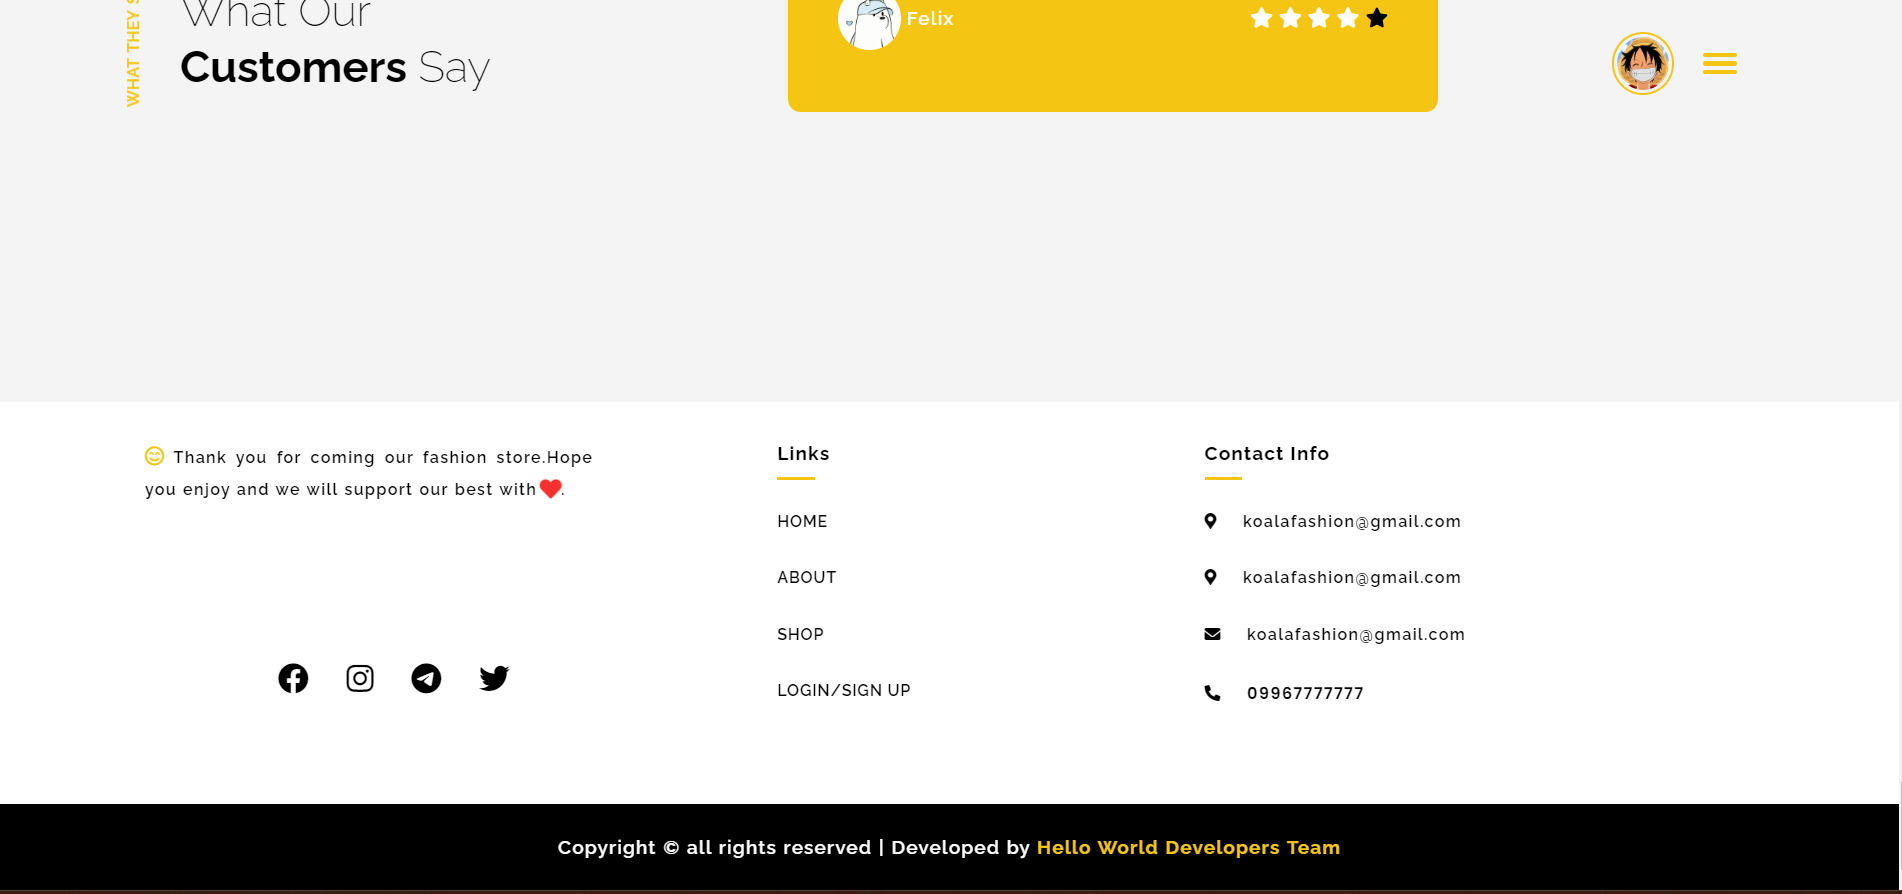 WHAT THEY S
What Our
Customers Say
Felix
Thank you for coming our fashion store.Hope
you enjoy and we will support our best with❤.
Links
HOME
ABOUT
SHOP
LOGIN/SIGN UP
Contact Info
koalafashion@gmail.com
koalafashion@gmail.com
koalafashion@gmail.com
09967777777
Copyright © all rights reserved | Developed by Hello World Developers Team